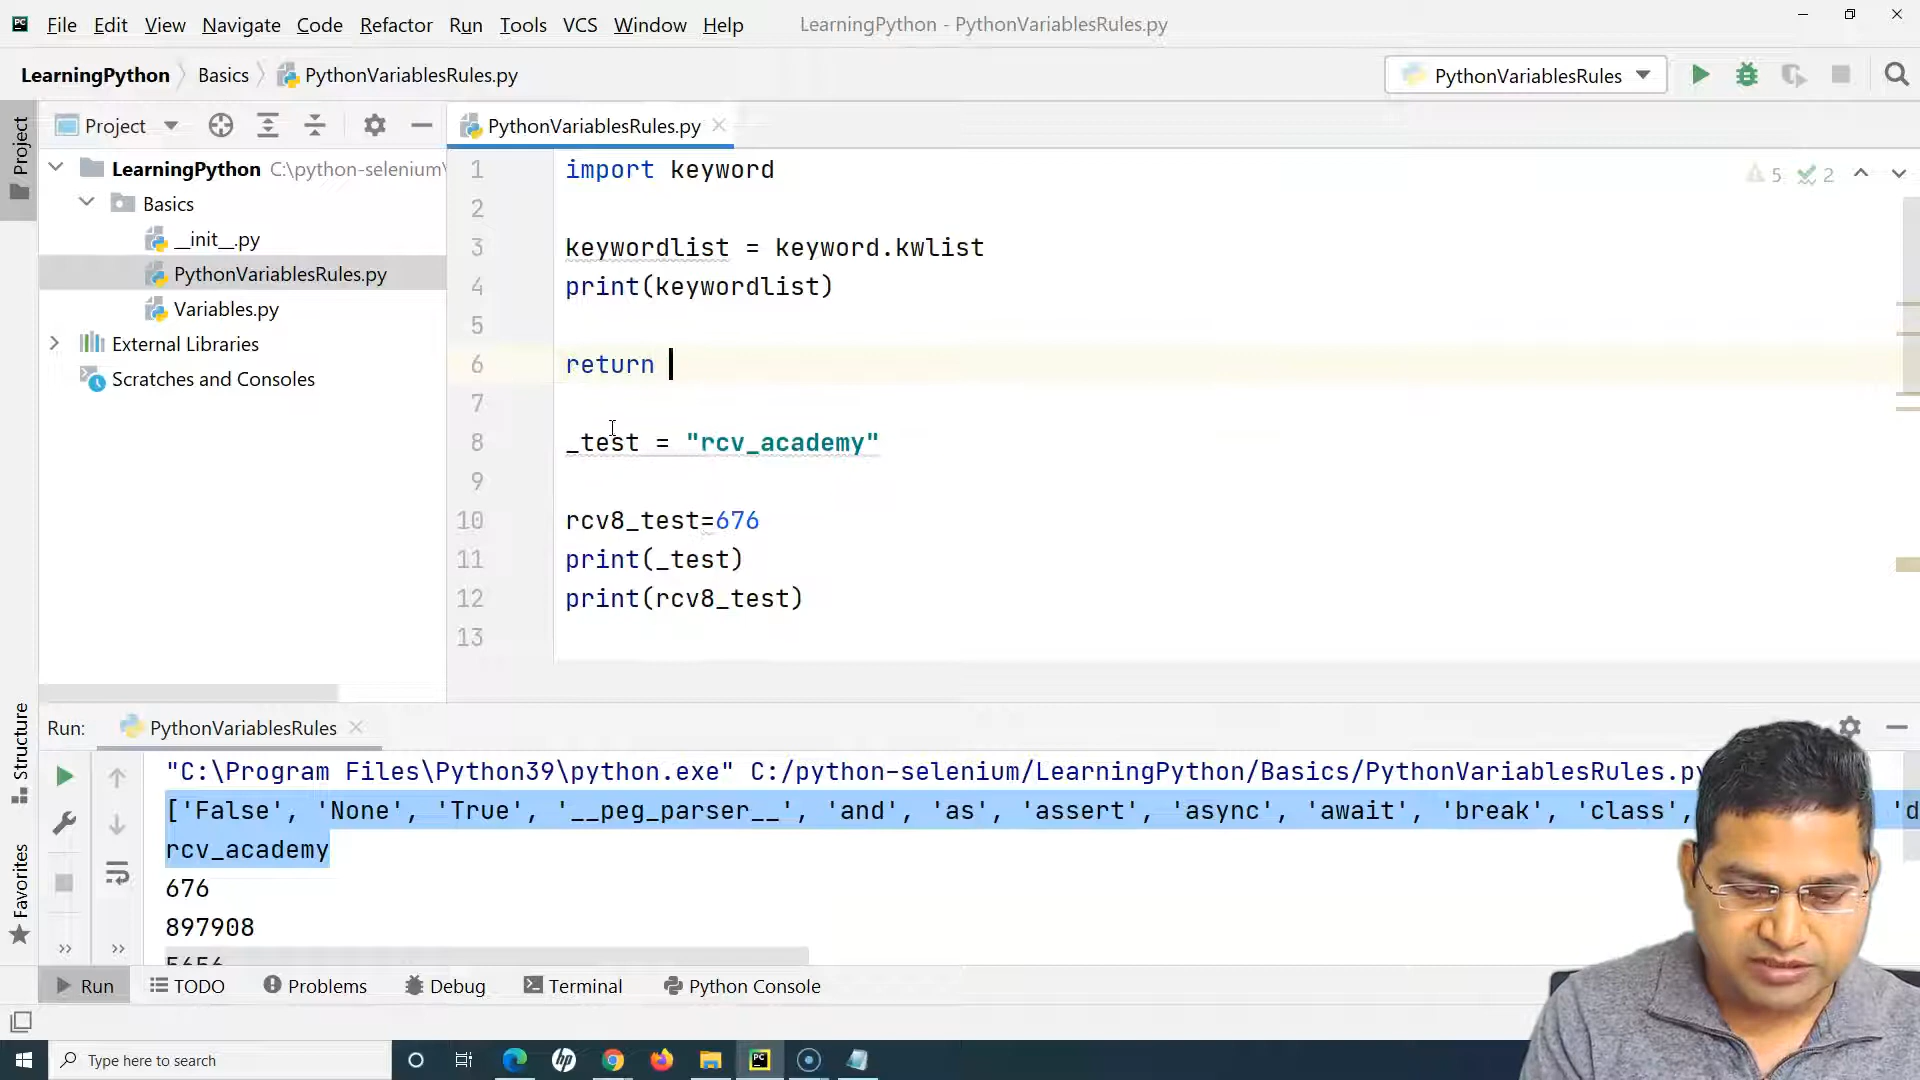 File Edit View Navigate Code Refactor Run Tools VCS Window Help LearningPython - PythonVariablesRules.py
LearningPython Basics PythonVariablesRules.py PythonVariablesRules
Project PythonVariablesRules.py
Project
LearningPython C:\python-selenium\
Basics
__init__.py
PythonVariablesRules.py
Variables.py
External Libraries
Scratches and Consoles
5 2
1 import keyword
2
3 keywordlist = keyword.kwlist
4 print(keywordlist)
5
6 return
7
8 _test = "rcv_academy"
9
10 rcv8_test=676
11 print(_test)
12 print(rcv8_test)
13
Structure
Favorites
Run: PythonVariablesRules
"C:\Program Files\Python39\python.exe" C:/python-selenium/LearningPython/Basics/PythonVariablesRules.py
['False', 'None', 'True', '__peg_parser__', 'and', 'as', 'assert', 'async', 'await', 'break', 'class', 'd
rcv_academy
676
897908
5656
Run TODO Problems Debug Terminal Python Console
Type here to search hp PC